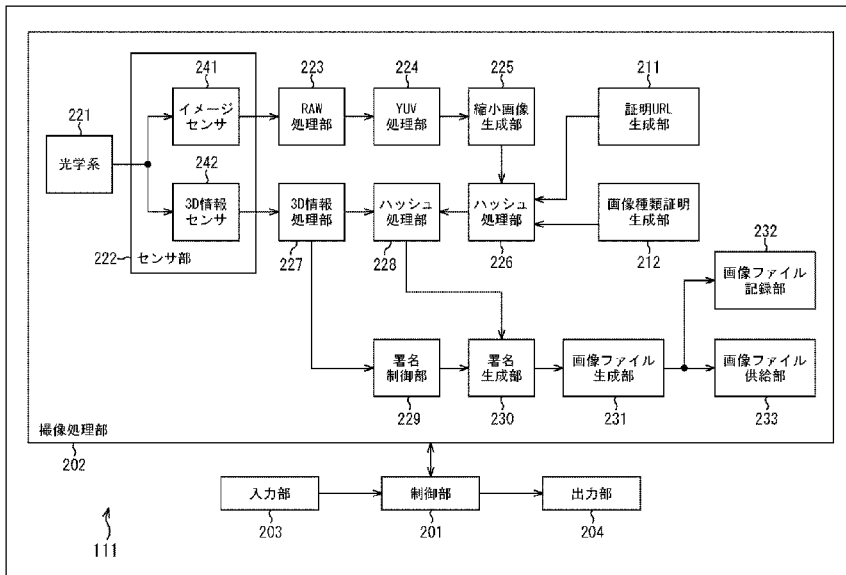 241
223
224
225
211
221
イメージ
センサ
RAW
処理部
YUV
処理部
縮小画像
生成部
証明URL
生成部
光学系
242
3D情報
センサ
3D情報
処理部
ハッシュ
処理部
ハッシュ
処理部
画像種類証明
生成部
222
センサ部
227
228
226
212
232
画像ファイル
記録部
署名
制御部
署名
生成部
画像ファイル
生成部
画像ファイル
供給部
229
230
231
233
撮像処理部
202
入力部
制御部
出力部
203
201
204
111